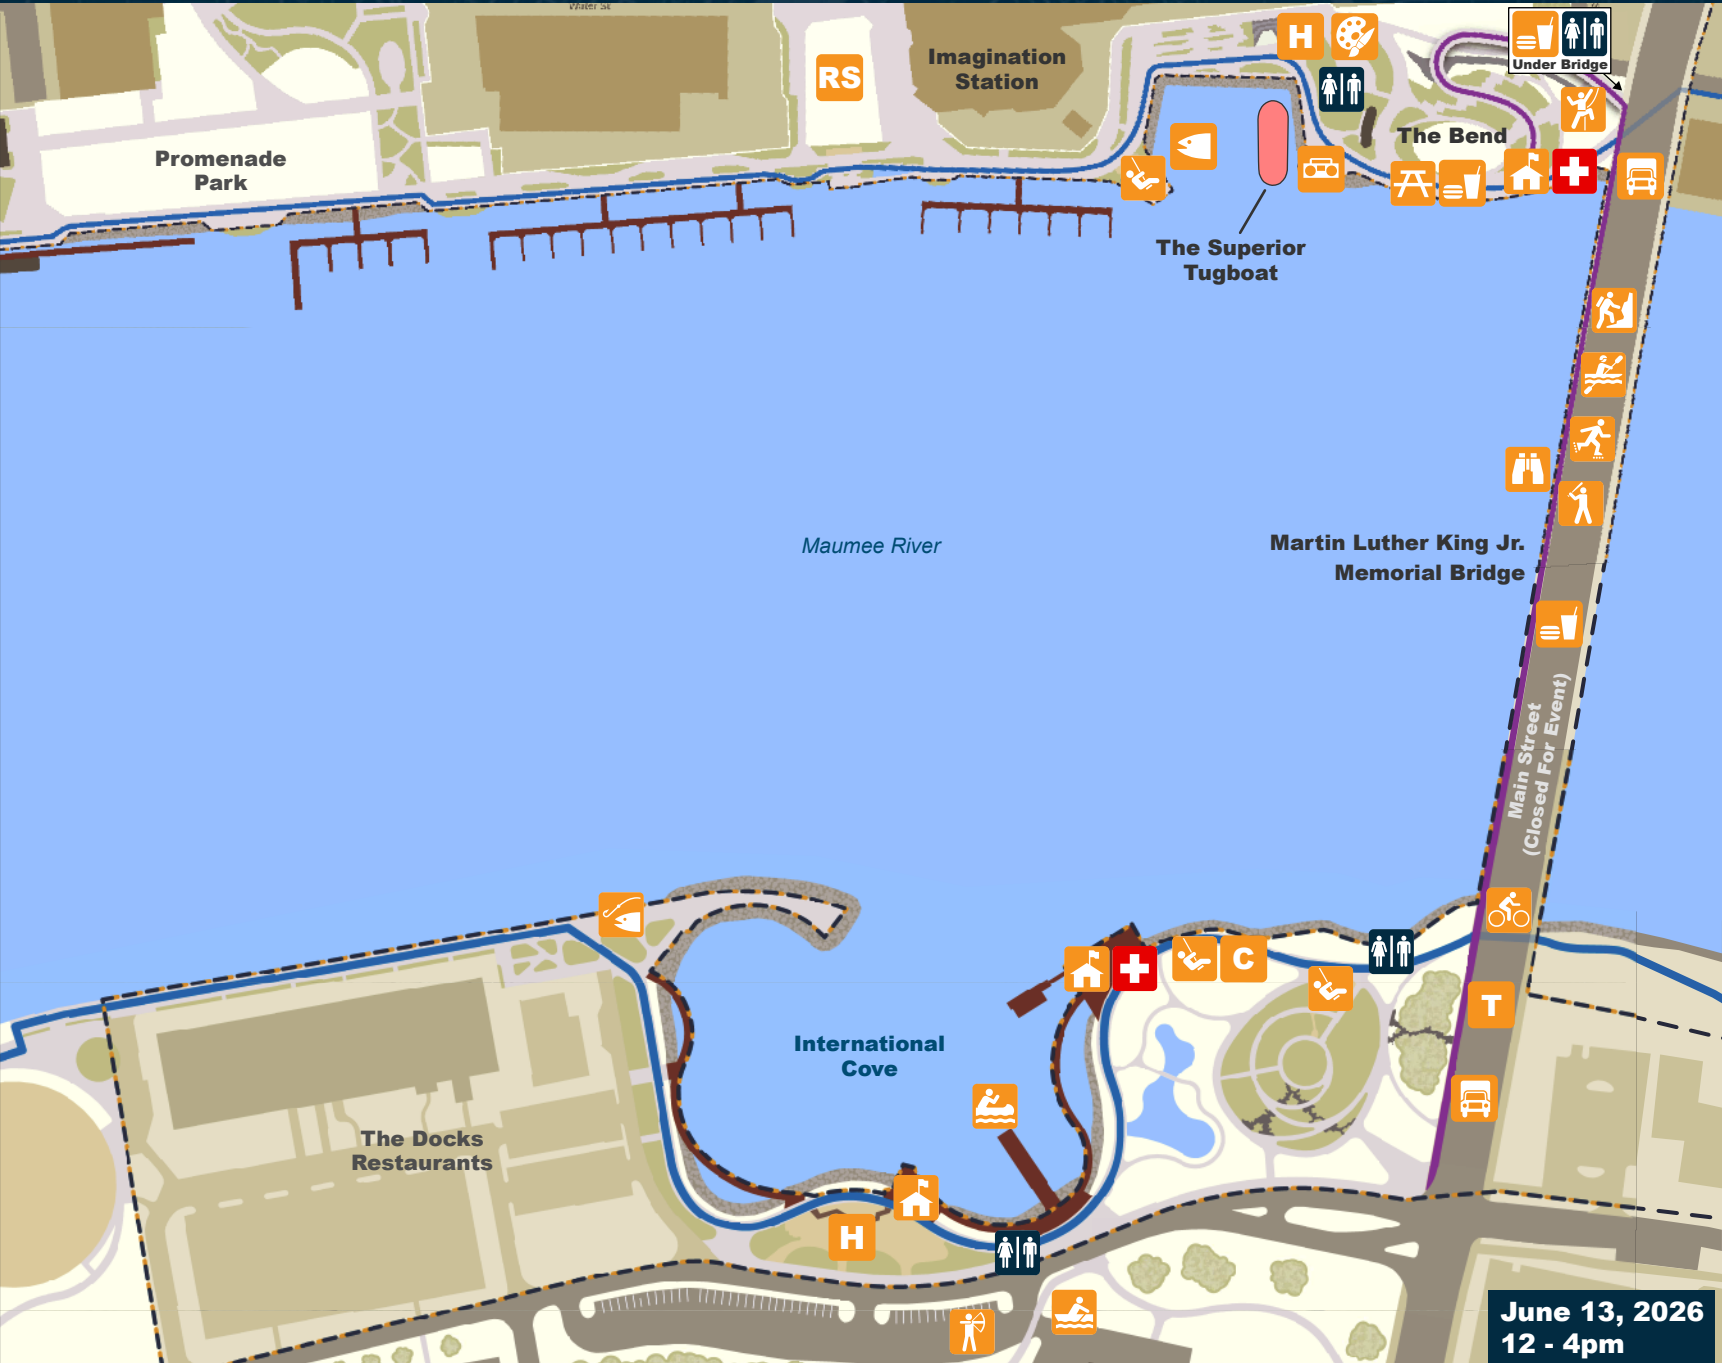 Water St
H
Under Bridge
Imagination
Station
RS
The Bend
Promenade
Park
The Superior
Tugboat
Maumee River
Martin Luther King Jr.
Memorial Bridge
Main Street
(Closed For Event)
C
T
International
Cove
The Docks
Restaurants
H
June 13, 2026
12 - 4pm